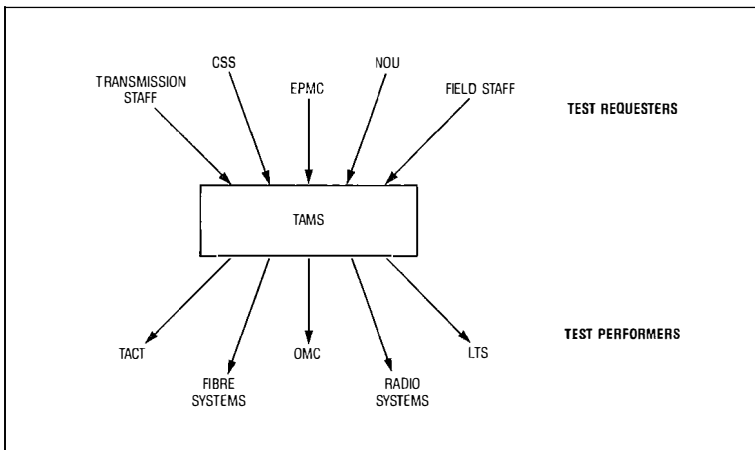 CSS
NOU
TRANSMISSION
STAFF
EPMC
FIELD STAFF
TEST REQUESTERS
TAMS
TEST PERFORMERS
TACT
OMC
LTS
FIBRE
SYSTEMS
RADIO
SYSTEMS